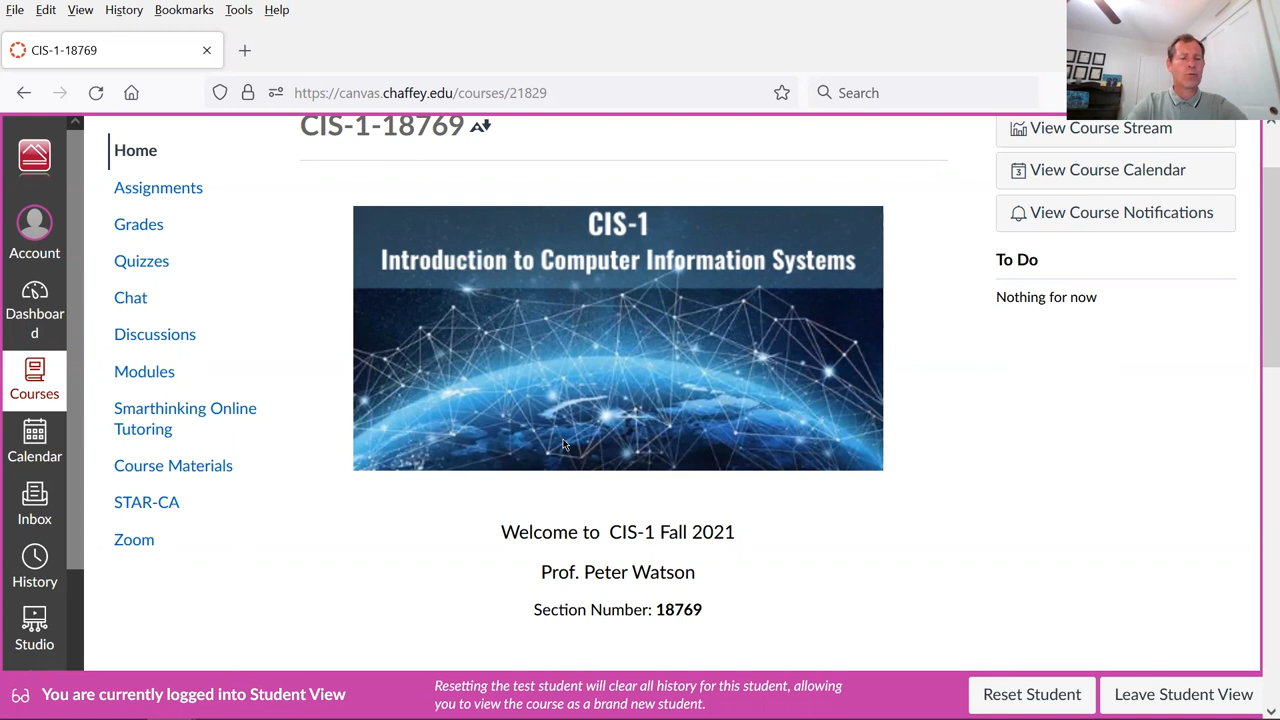 File Edit View History Bookmarks Tools Help
CIS-1-18769
https://canvas.chaffey.edu/courses/21829
Search
CIS-1-18769
Home
Assignments
Grades
Quizzes
Chat
Discussions
Modules
Smarthinking Online
Tutoring
Course Materials
STAR-CA
Zoom
Account
Dashboar
d
Courses
Calendar
Inbox
History
Studio
CIS-1
Introduction to Computer Information Systems
Welcome to CIS-1 Fall 2021
Prof. Peter Watson
Section Number: 18769
View Course Stream
3
View Course Calendar
View Course Notifications
To Do
Nothing for now
You are currently logged into Student View
Resetting the test student will clear all history for this student, allowing
you to view the course as a brand new student.
Reset Student
Leave Student View